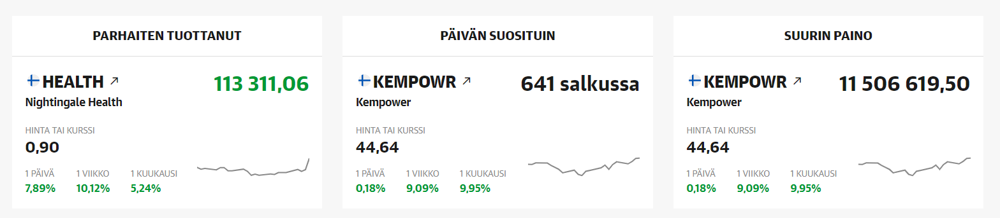 PARHAITEN TUOTTANUT
HEALTH 113 311,06
Nightingale Health
HINTA TAI KURSSI
0,90
1 PÄIVÄ 1 VIIKKO 1 KUUKAUSI
7,89% 10,12% 5,24%
PÄIVÄN SUOSITUIN
KEMPOWR 641 salkussa
Kempower
HINTA TAI KURSSI
44,64
1 PÄIVÄ 1 VIIKKO 1 KUUKAUSI
0,18% 9,09% 9,95%
SUURIN PAINO
KEMPOWR 11 506 619,50
Kempower
HINTA TAI KURSSI
44,64
1 PÄIVÄ 1 VIIKKO 1 KUUKAUSI
0,18% 9,09% 9,95%